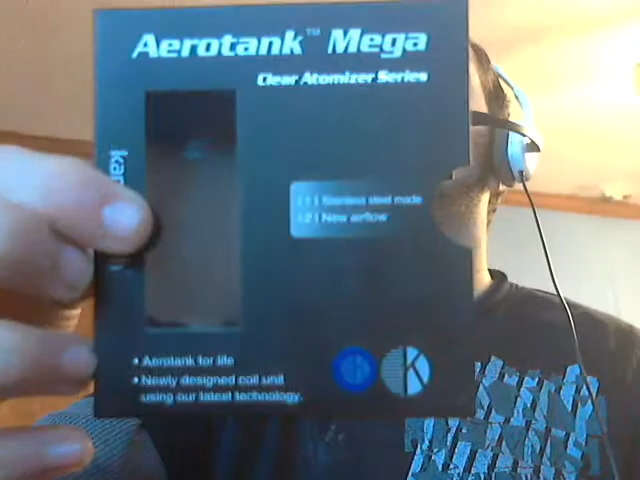 Aerotank™ Mega
Clear Atomizer Series
[1] Stainless steel made
[2] New airflow
• Aerotank for life
• Newly designed coil unit
using our latest technology.
K